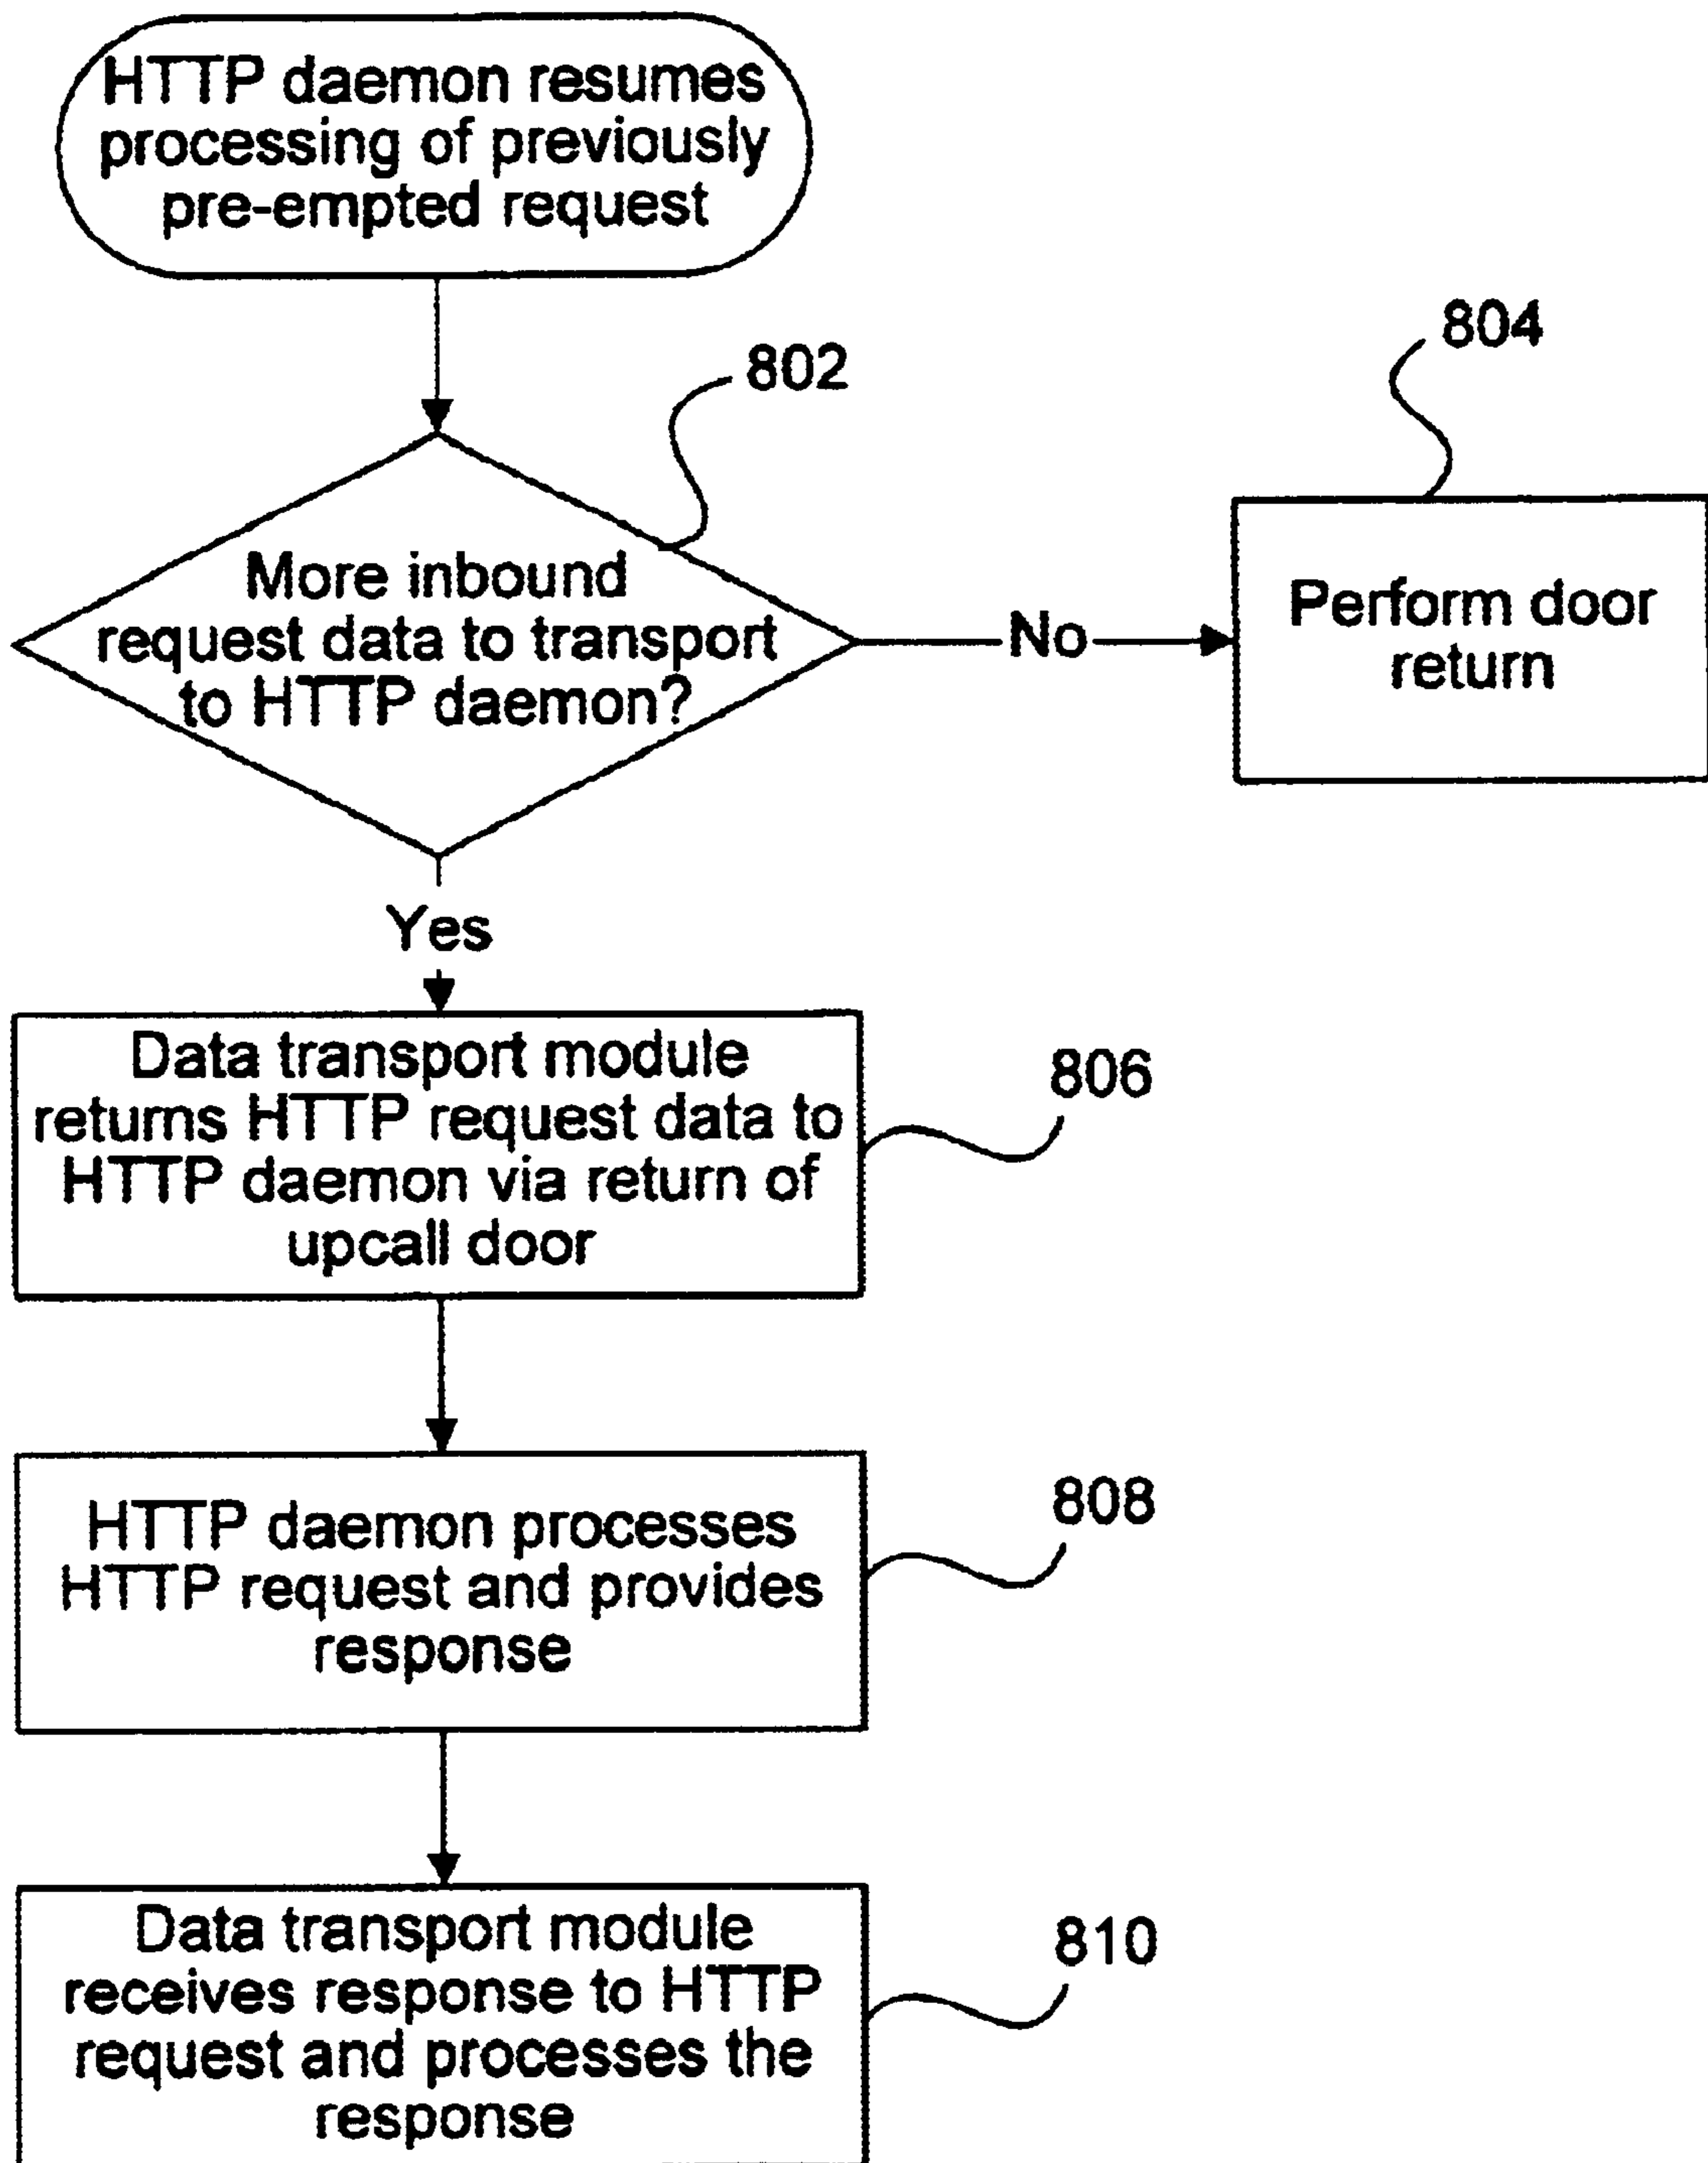 HTTP daemon resumes
processing of previously
pre-empted request
802
804
More inbound
request data to transport
to HTTP daemon?
No
Perform door
return
Yes
Data transport module
returns HTTP request data to
HTTP daemon via return of
upcall door
806
HTTP daemon processes
HTTP request and provides
response
808
Data transport module
receives response to HTTP
request and processes the
response
810